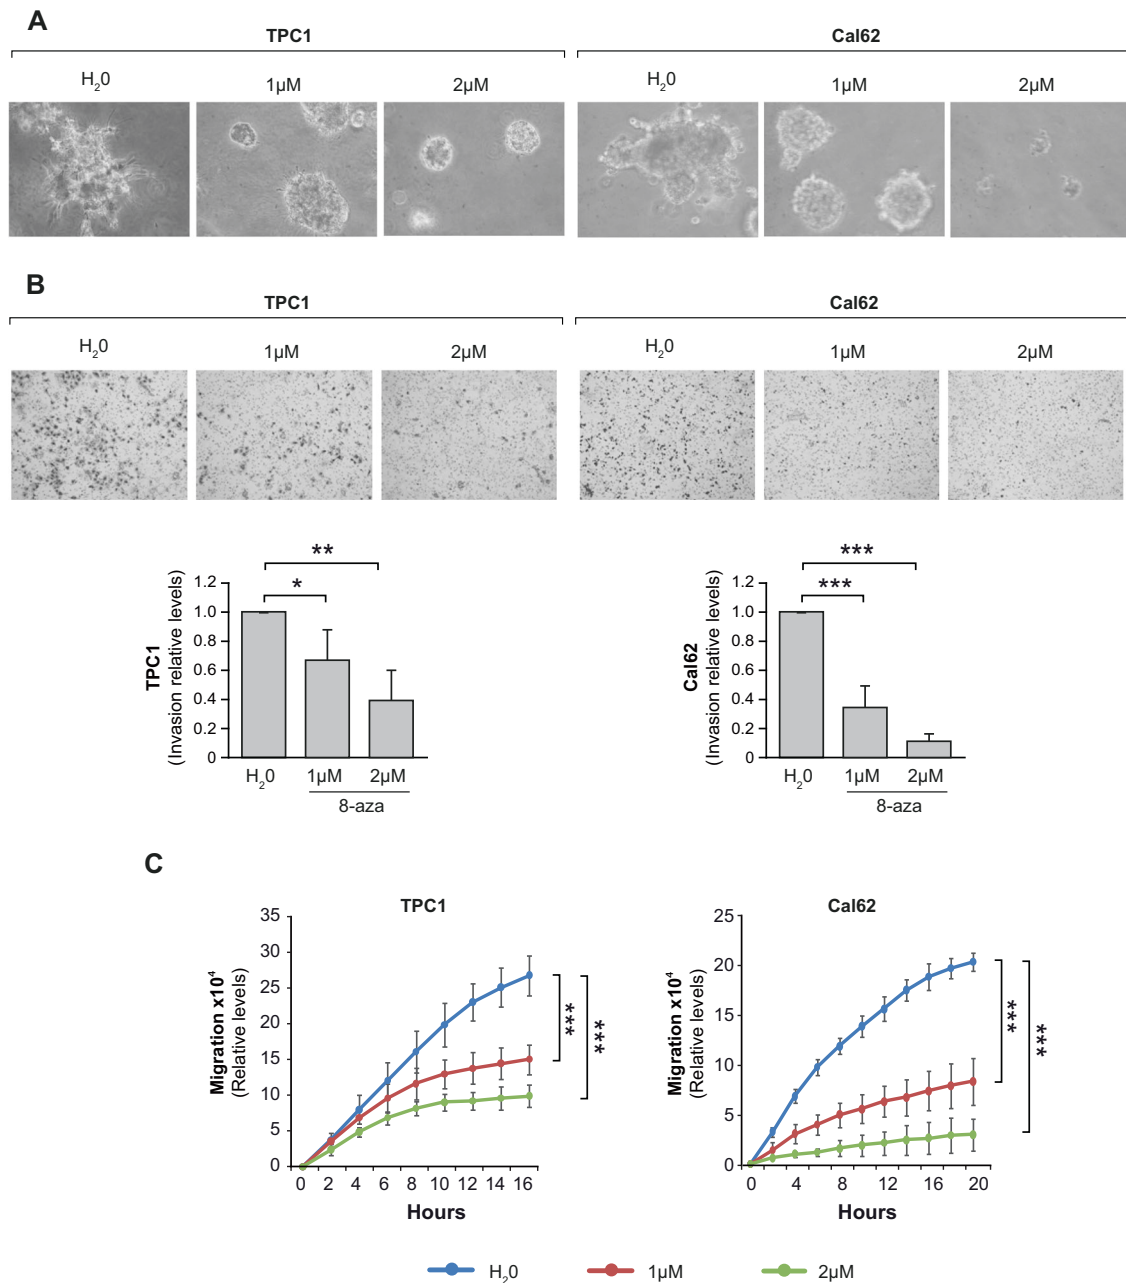 A
TPC1 Cal62
H₂0 1µM 2µM H₂0 1µM 2µM
B
TPC1 Cal62
H₂0 1µM 2µM H₂0 1µM 2µM
** ***
* ***
TPC1
(Invasion relative levels)
1.2
1.0
0.8
0.6
0.4
0.2
0
H₂0 1µM 2µM
8-aza
Cal62
(Invasion relative levels)
1.2
1.0
0.8
0.6
0.4
0.2
0
H₂0 1µM 2µM
8-aza
C
TPC1
Migration x10⁴
(Relative levels)
35
30
25
20
15
10
5
0
0 2 4 6 8 10 12 14 16
Hours
***
***
Cal62
Migration x10⁴
(Relative levels)
25
20
15
10
5
0
0 4 8 12 16 20
Hours
***
***
H₂0 1µM 2µM